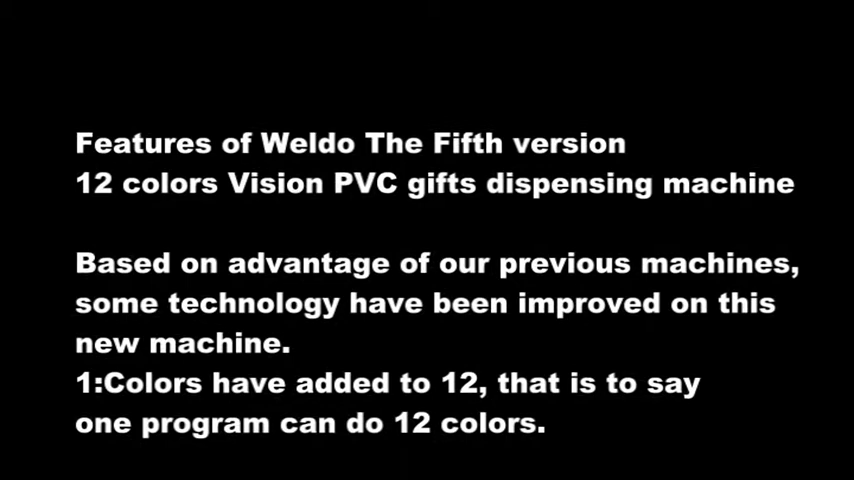 Features of Weldo The Fifth version
12 colors Vision PVC gifts dispensing machine
Based on advantage of our previous machines,
some technology have been improved on this
new machine.
1:Colors have added to 12, that is to say
one program can do 12 colors.